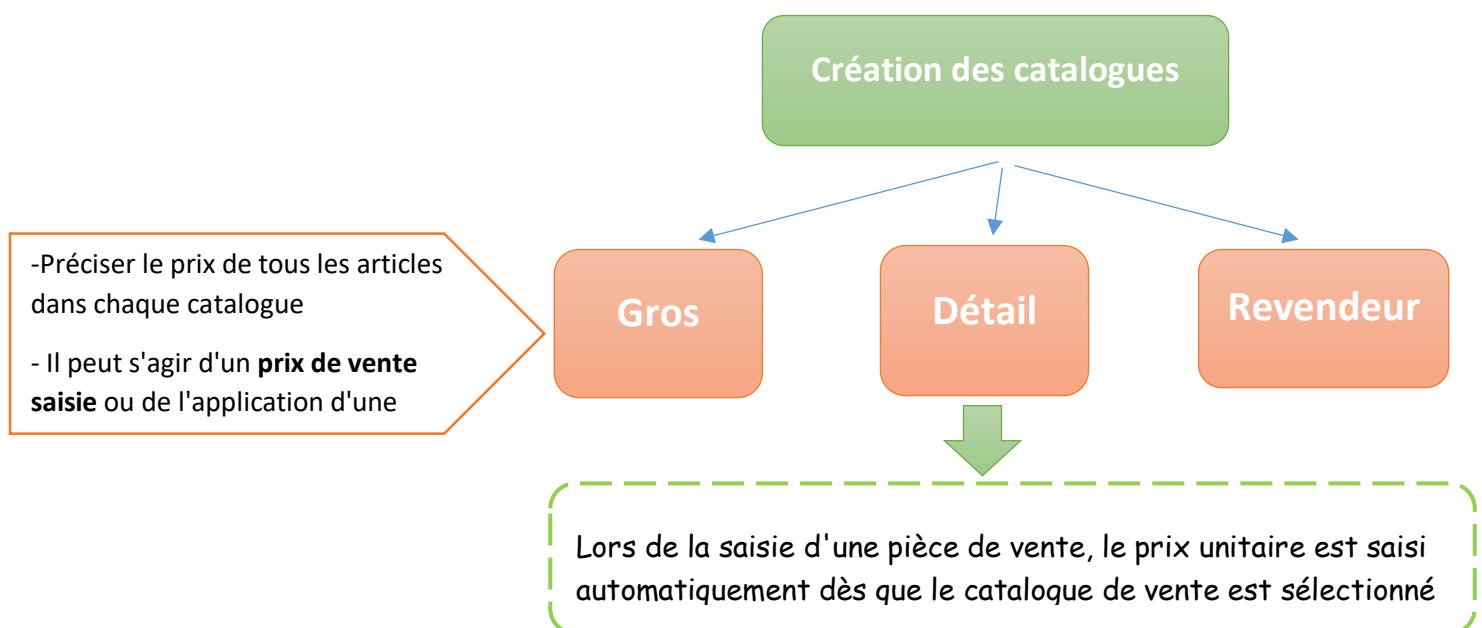 Création des catalogues
-Préciser le prix de tous les articles
dans chaque catalogue
- Il peut s'agir d'un prix de vente
saisie ou de l'application d'une
Gros
Détail
Revendeur
Lors de la saisie d'une pièce de vente, le prix unitaire est saisi
automatiquement dès que le catalogue de vente est sélectionné